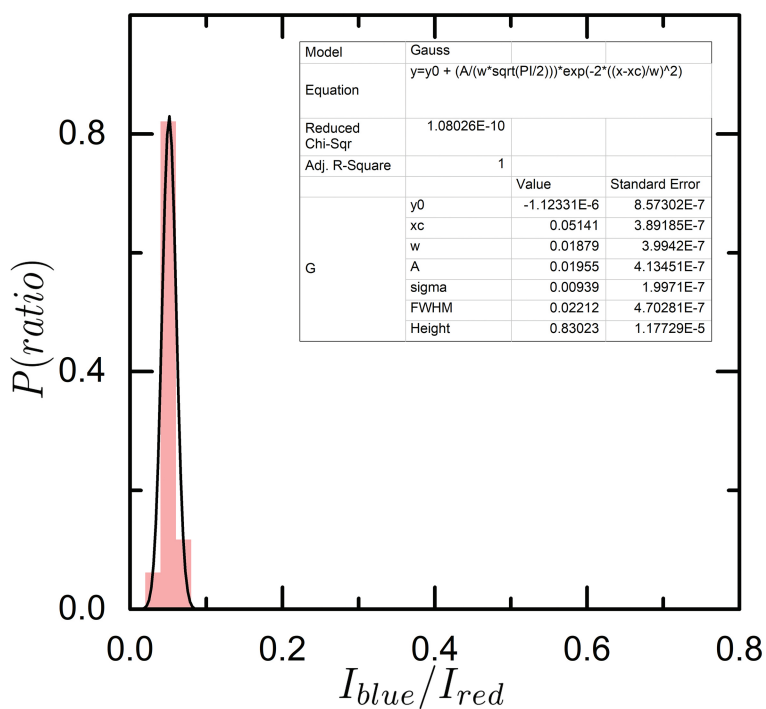 Model Gauss
Equation y=y0 + (A/(w*sqrt(PI/2)))*exp(-2*((x-xc)/w)^2)
Reduced Chi-Sqr 1.08026E-10
Adj. R-Square 1
Value Standard Error
G
y0 -1.12331E-6 8.57302E-7
xc 0.05141 3.89185E-7
w 0.01879 3.9942E-7
A 0.01955 4.13451E-7
sigma 0.00939 1.9971E-7
FWHM 0.02212 4.70281E-7
Height 0.83023 1.17729E-5
P(ratio)
0.8
0.4
0.0
0.0 0.2 0.4 0.6 0.8
I_blue/I_red